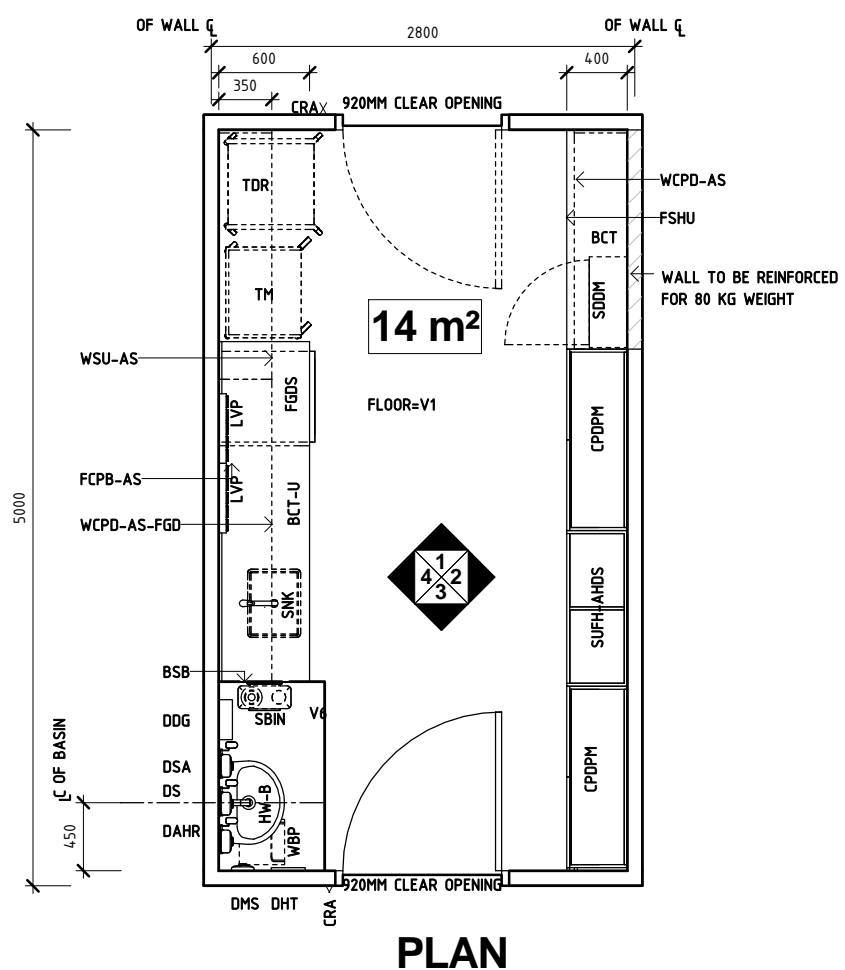 OF WALL ℄
OF WALL ℄
2800
600
400
350
CRA
920MM CLEAR OPENING
TDR
WCPD-AS
FSHU
BCT
WALL TO BE REINFORCED
FOR 80 KG WEIGHT
TM
SDDM
14 m²
WSU-AS
FGDS
LVP
FLOOR=V1
CPDPM
FCPB-AS
LVP
BCT-U
5000
WCPD-AS-FGD
1
4 2
3
SNK
SUFH-AHDS
BSB
SBIN
V6
DDG
℄ OF BASIN
DSA
DS
HW-B
CPDPM
DAHR
450
WBP
920MM CLEAR OPENING
DMS DHT
CRA
PLAN